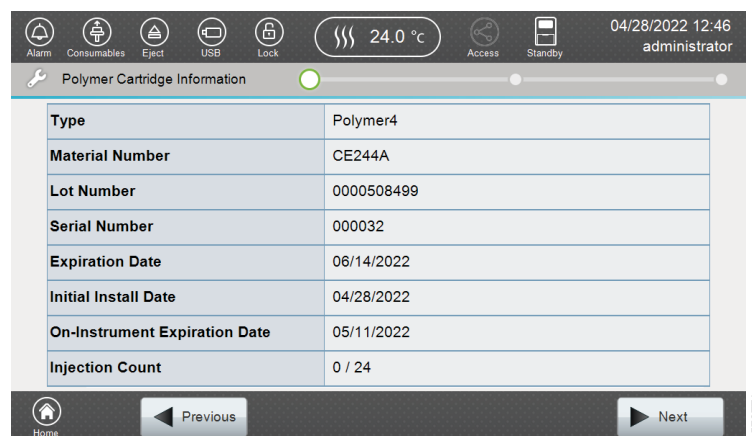 04/28/2022 12:46
24.0 °c
administrator
Alarm Consumables Eject USB Lock Access Standby
Polymer Cartridge Information
Type Polymer4
Material Number CE244A
Lot Number 0000508499
Serial Number 000032
Expiration Date 06/14/2022
Initial Install Date 04/28/2022
On-Instrument Expiration Date 05/11/2022
Injection Count 0 / 24
Previous Next
Home